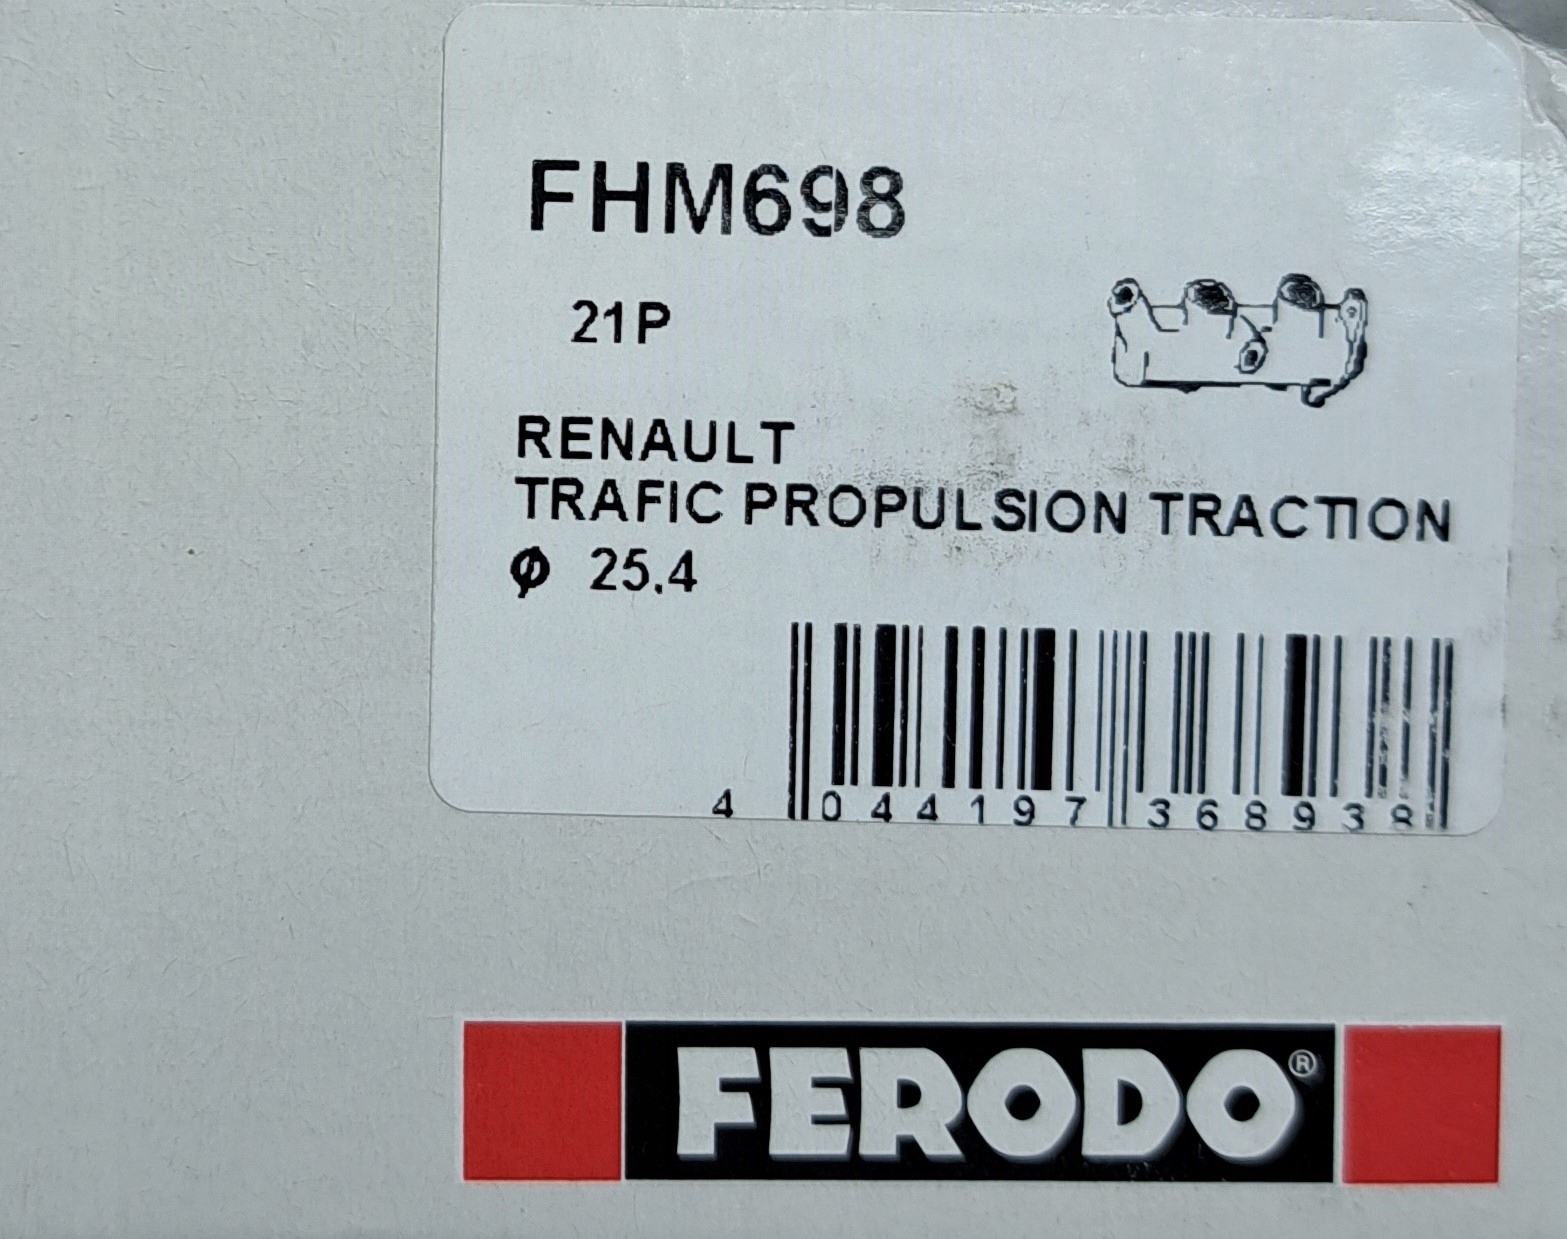 FHM698
21P
RENAULT
TRAFIC PROPULSION TRACTION
φ 25.4
4 044197 368938
FERODO®